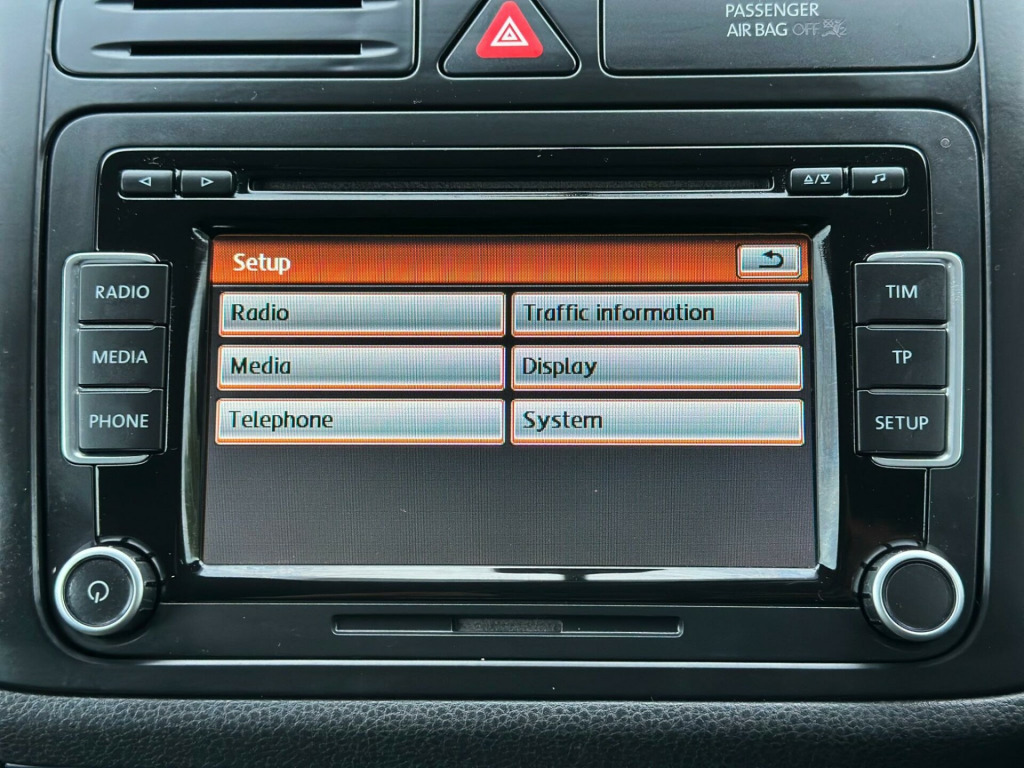 PASSENGER
AIR BAG OFF
Setup
RADIO
MEDIA
PHONE
Radio
Media
Telephone
Traffic information
Display
System
TIM
TP
SETUP